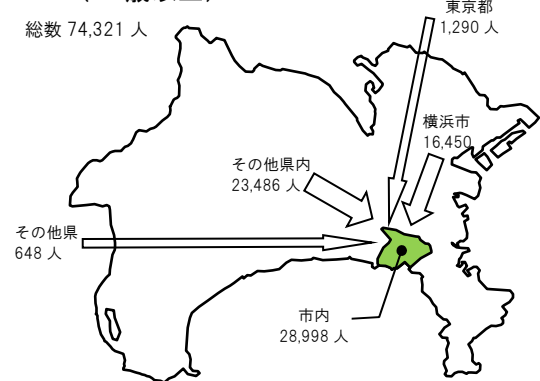 総数 74,321 人
東京都
1,290 人
横浜市
16,450
その他県内
23,486 人
その他県
648 人
市内
28,998 人